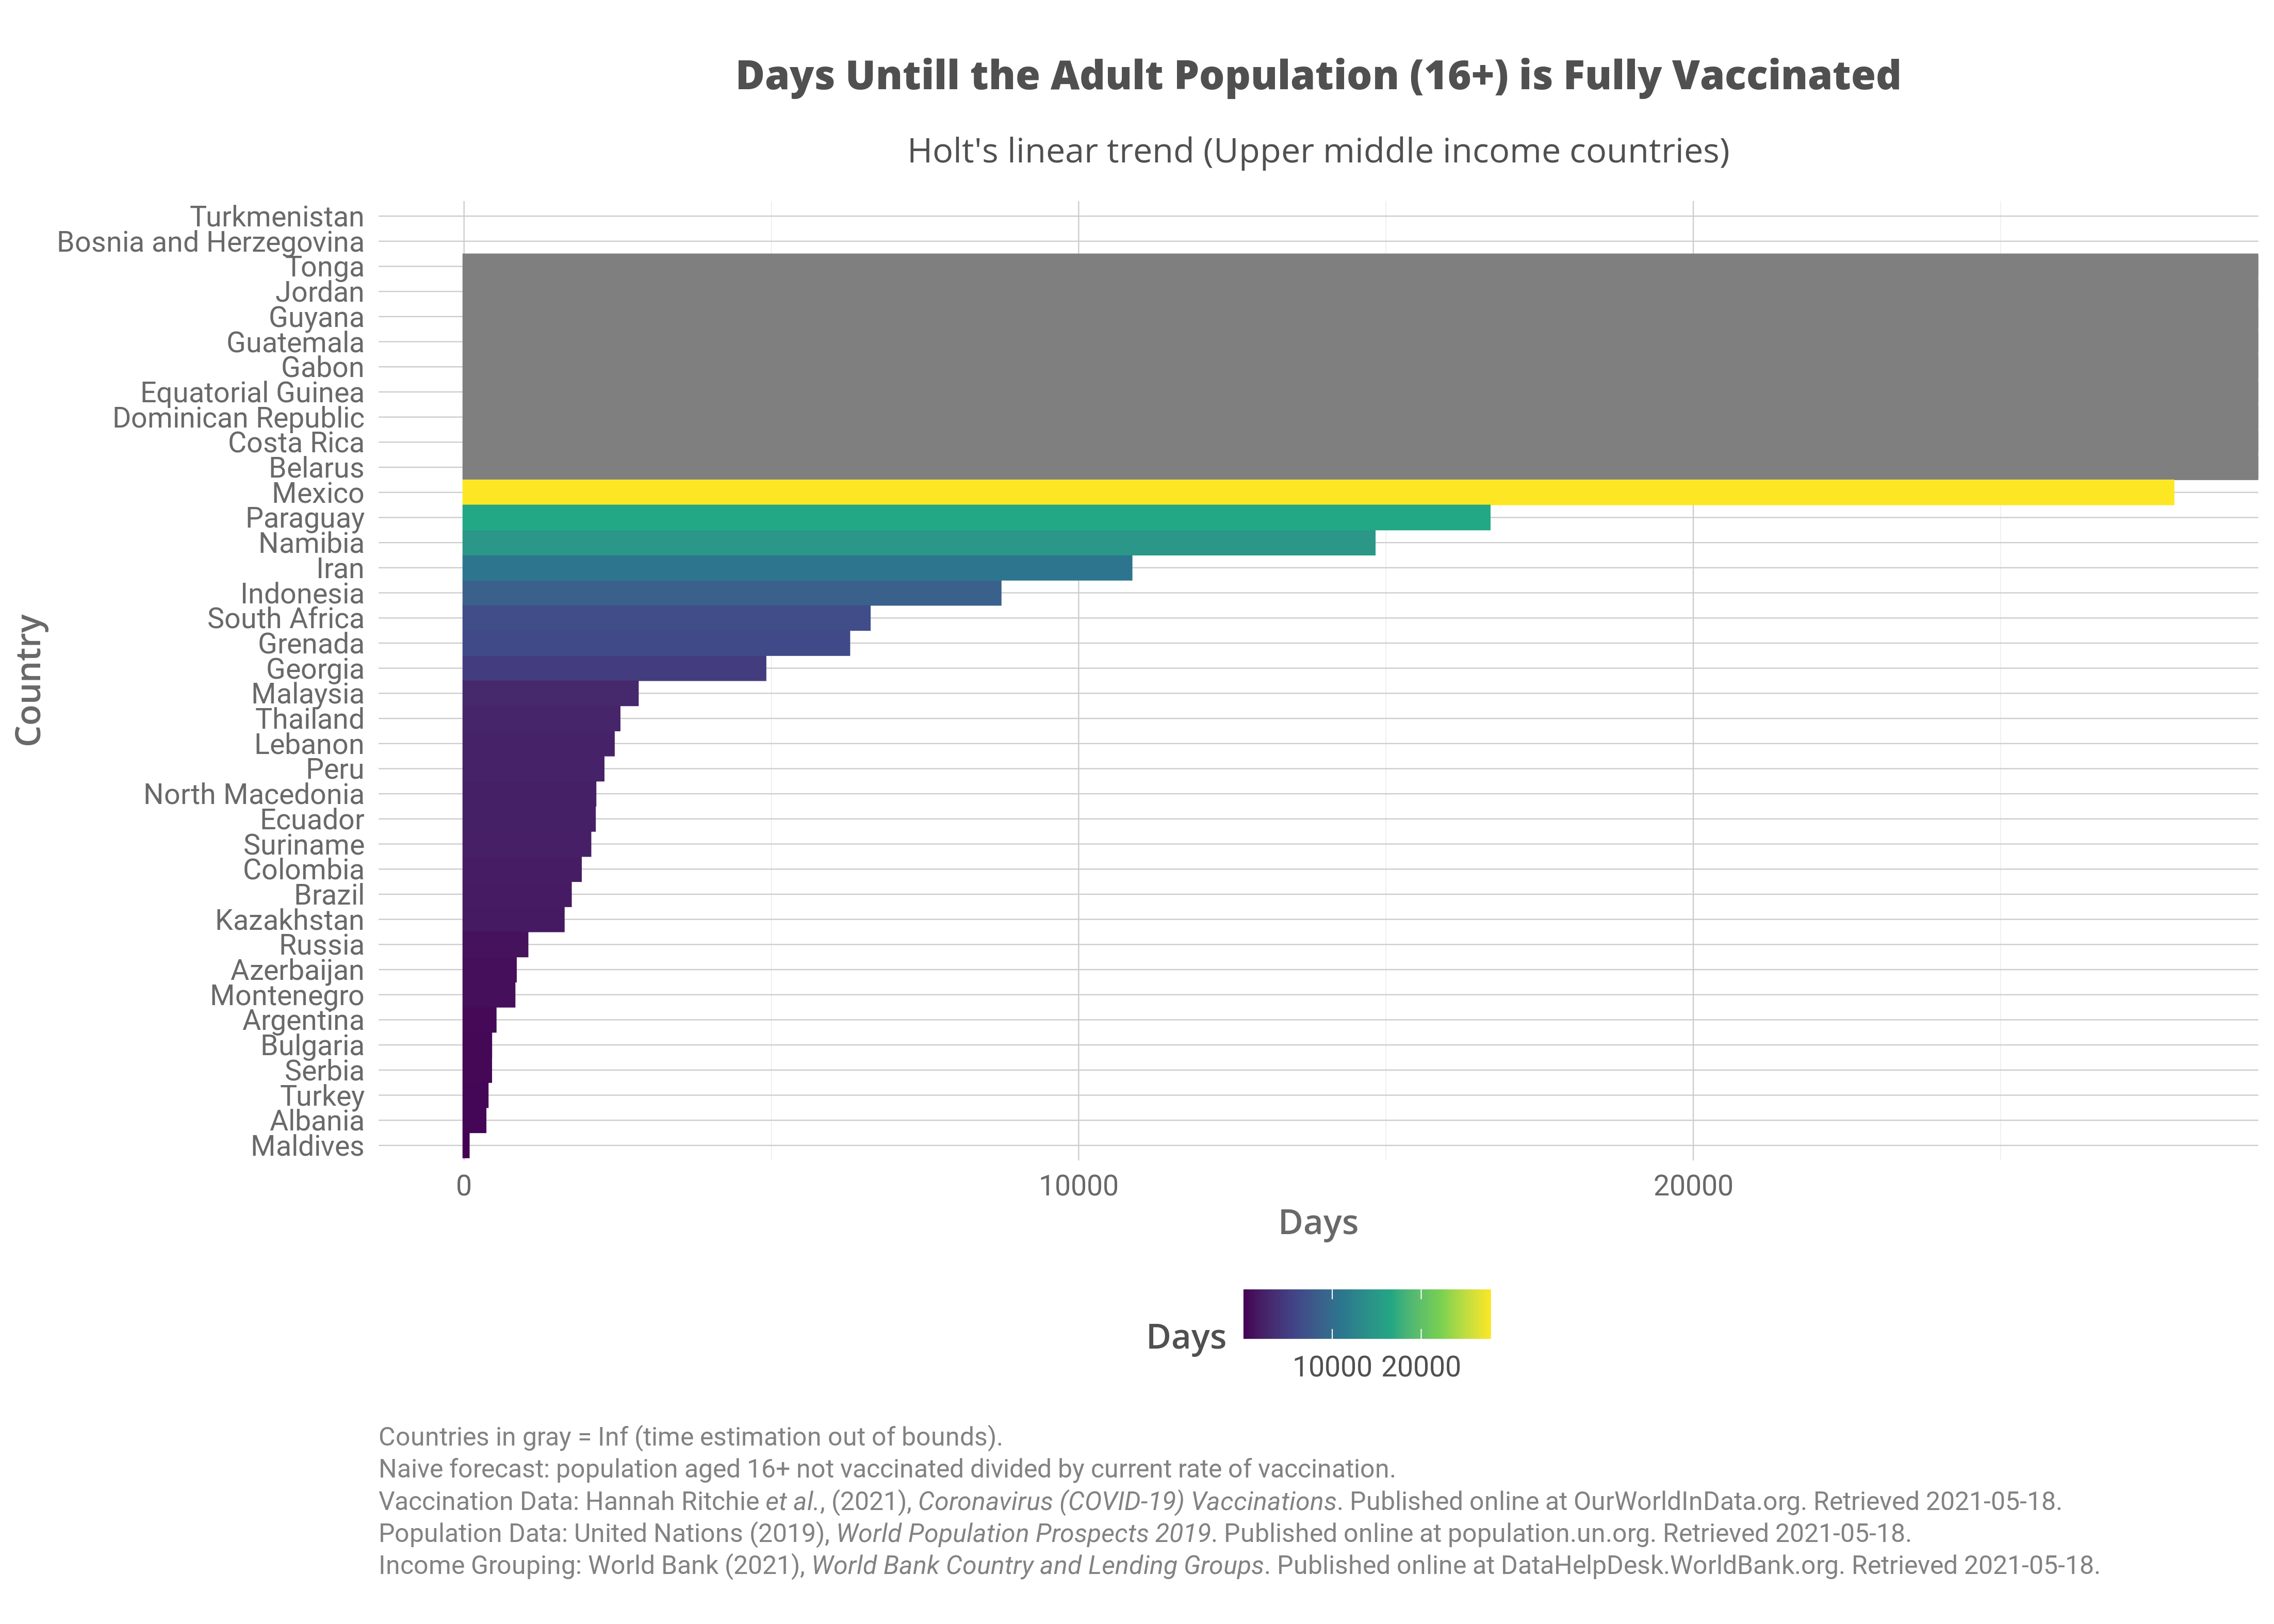 Days Untill the Adult Population (16+) is Fully Vaccinated
Holt's linear trend (Upper middle income countries)
Country
Turkmenistan
Bosnia and Herzegovina
Tonga
Jordan
Guyana
Guatemala
Gabon
Equatorial Guinea
Dominican Republic
Costa Rica
Belarus
Mexico
Paraguay
Namibia
Iran
Indonesia
South Africa
Grenada
Georgia
Malaysia
Thailand
Lebanon
Peru
North Macedonia
Ecuador
Suriname
Colombia
Brazil
Kazakhstan
Russia
Azerbaijan
Montenegro
Argentina
Bulgaria
Serbia
Turkey
Albania
Maldives
0 10000 20000
Days
Days
10000 20000
Countries in gray = Inf (time estimation out of bounds).
Naive forecast: population aged 16+ not vaccinated divided by current rate of vaccination.
Vaccination Data: Hannah Ritchie et al., (2021), Coronavirus (COVID-19) Vaccinations. Published online at OurWorldInData.org. Retrieved 2021-05-18.
Population Data: United Nations (2019), World Population Prospects 2019. Published online at population.un.org. Retrieved 2021-05-18.
Income Grouping: World Bank (2021), World Bank Country and Lending Groups. Published online at DataHelpDesk.WorldBank.org. Retrieved 2021-05-18.